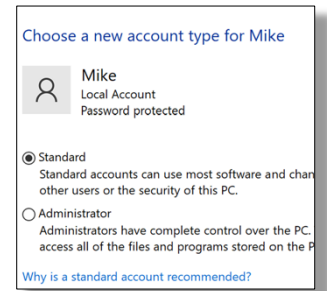 Choose a new account type for Mike
Mike
Local Account
Password protected
Standard
Standard accounts can use most software and chan
other users or the security of this PC.
Administrator
Administrators have complete control over the PC.
access all of the files and programs stored on the P
Why is a standard account recommended?